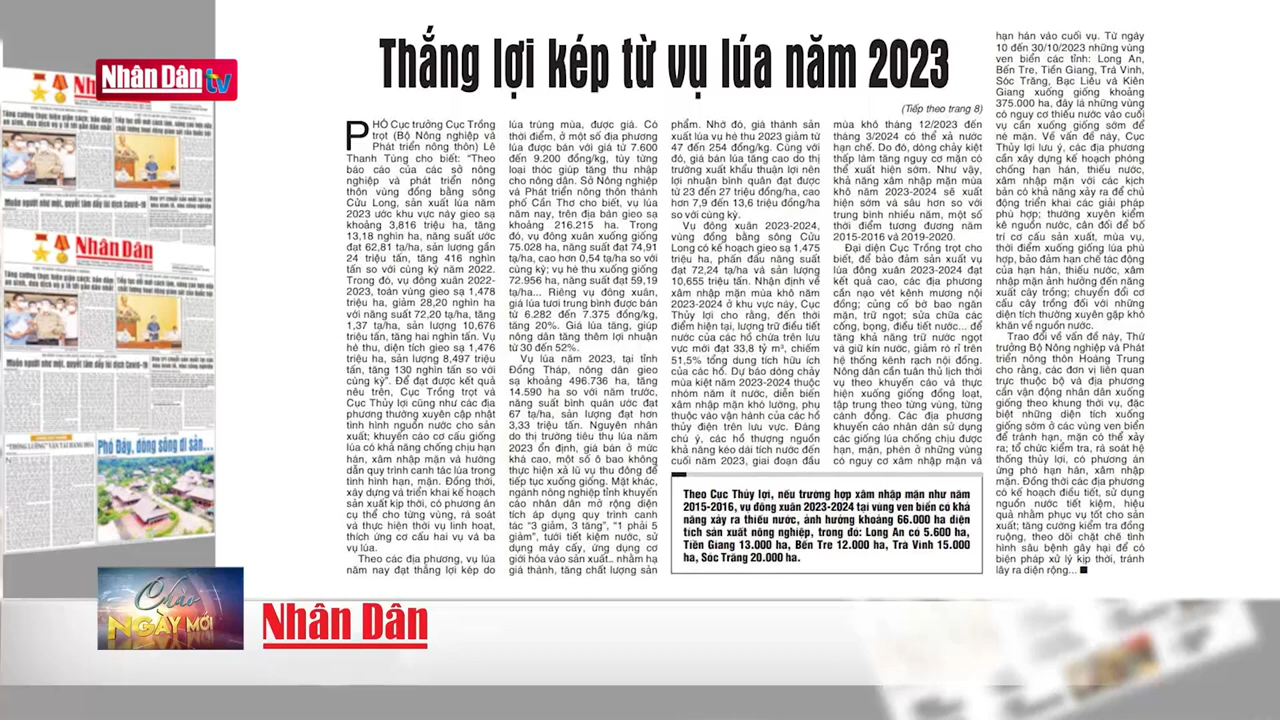 Nhân Dân tv
Nhân Dân
Nhân Dân
Phố Bảy, dòng sông di sản...
Thắng lợi kép từ vụ lúa năm 2023
(Tiếp theo trang 8)
PHÓ Cục trưởng Cục Trồng
trọt (Bộ Nông nghiệp và
Phát triển nông thôn) Lê
Thanh Tùng cho biết: "Theo
báo cáo của các sở nông
nghiệp và phát triển nông
thôn vùng đồng bằng sông
Cửu Long, sản xuất lúa năm
2023 ước khu vực này gieo sạ
khoảng 3,816 triệu ha, tăng
13,18 nghìn ha, năng suất ước
đạt 62,81 tạ/ha, sản lượng gần
24 triệu tấn, tăng 416 nghìn
tấn so với cùng kỳ năm 2022.
Trong đó, vụ đông xuân 2022-
2023, toàn vùng gieo sạ 1,478
triệu ha, giảm 28,20 nghìn ha
với năng suất 72,20 tạ/ha, tăng
1,37 tạ/ha, sản lượng 10,676
triệu tấn, tăng hai nghìn tấn. Vụ
hè thu, diện tích gieo sạ 1,476
triệu ha, sản lượng 8,497 triệu
tấn, tăng 130 nghìn tấn so với
cùng kỳ". Để đạt được kết quả
nêu trên, Cục Trồng trọt và
Cục Thủy lợi cũng như các địa
phương thường xuyên cập nhật
tình hình nguồn nước cho sản
xuất; khuyến cáo cơ cấu giống
lúa có khả năng chống chịu hạn
hán, xâm nhập mặn và hướng
dẫn quy trình canh tác lúa trong
tình hình hạn, mặn. Đồng thời,
xây dựng và triển khai kế hoạch
sản xuất kịp thời, có phương án
cụ thể cho từng vùng, rà soát
và thực hiện thời vụ linh hoạt,
thích ứng cơ cấu hai vụ và ba
vụ lúa.
Theo các địa phương, vụ lúa
năm nay đạt thắng lợi kép do
lúa trúng mùa, được giá. Có
thời điểm, ở một số địa phương
lúa được bán với giá từ 7.600
đến 9.200 đồng/kg, tùy từng
loại thóc giúp tăng thu nhập
cho nông dân. Sở Nông nghiệp
và Phát triển nông thôn thành
phố Cần Thơ cho biết, vụ lúa
năm nay, trên địa bàn gieo sạ
khoảng 216.215 ha. Trong
đó, vụ đông xuân xuống giống
75.028 ha, năng suất đạt 74,91
tạ/ha, cao hơn 0,54 tạ/ha so với
cùng kỳ; vụ hè thu xuống giống
72.956 ha, năng suất đạt 59,19
tạ/ha... Riêng vụ đông xuân,
giá lúa tươi trung bình được bán
từ 6.282 đến 7.375 đồng/kg,
tăng 20%. Giá lúa tăng, giúp
nông dân tăng thêm lợi nhuận
từ 30 đến 52%.
Vụ lúa năm 2023, tại tỉnh
Đồng Tháp, nông dân gieo
sạ khoảng 496.736 ha, tăng
14.590 ha so với năm trước,
năng suất bình quân ước đạt
67 tạ/ha, sản lượng đạt hơn
3,33 triệu tấn. Nguyên nhân
do thị trường tiêu thụ lúa năm
2023 ổn định, giá bán ở mức
khá cao, một số ô bao không
thực hiện xả lũ vụ thu đông để
tiếp tục xuống giống. Mặt khác,
ngành nông nghiệp tỉnh khuyến
cáo nhân dân mở rộng diện
tích áp dụng quy trình canh
tác "3 giảm, 3 tăng", "1 phải 5
giảm", tưới tiết kiệm nước, sử
dụng máy cấy, ứng dụng cơ
giới hóa vào sản xuất.. nhằm hạ
giá thành, tăng chất lượng sản
phẩm. Nhờ đó, giá thành sản
xuất lúa vụ hè thu 2023 giảm từ
47 đến 254 đồng/kg. Cùng với
đó, giá bán lúa tăng cao do thị
trường xuất khẩu thuận lợi nên
lợi nhuận bình quân đạt được
từ 23 đến 27 triệu đồng/ha, cao
hơn 7,9 đến 13,6 triệu đồng/ha
so với cùng kỳ.
Vụ đông xuân 2023-2024,
vùng đồng bằng sông Cửu
Long có kế hoạch gieo sạ 1,475
triệu ha, phấn đấu năng suất
đạt 72,24 tạ/ha và sản lượng
10,655 triệu tấn. Nhận định về
xâm nhập mặn mùa khô năm
2023-2024 ở khu vực này, Cục
Thủy lợi cho rằng, đến thời
điểm hiện tại, lượng trữ điều tiết
nước của các hồ chứa trên lưu
vực mới đạt 33,8 tỷ m³, chiếm
51,5% tổng dung tích hữu ích
của các hồ. Dự báo dòng chảy
mùa kiệt năm 2023-2024 thuộc
nhóm năm ít nước, diễn biến
xâm nhập mặn khó lường, phụ
thuộc vào vận hành của các hồ
thủy điện trên lưu vực. Đáng
chú ý, các hồ thượng nguồn
khả năng kéo dài tích nước đến
cuối năm 2023, giai đoạn đầu
mùa khô tháng 12/2023 đến
tháng 3/2024 có thể xả nước
hạn chế. Do đó, dòng chảy kiệt
thấp làm tăng nguy cơ mặn có
thể xuất hiện sớm. Như vậy,
khả năng xâm nhập mặn mùa
khô năm 2023-2024 sẽ xuất
hiện sớm và sâu hơn so với
trung bình nhiều năm, một số
thời điểm tương đương năm
2015-2016 và 2019-2020.
Đại diện Cục Trồng trọt cho
biết, để bảo đảm sản xuất vụ
lúa đông xuân 2023-2024 đạt
kết quả cao, các địa phương
cần nạo vét kênh mương nội
đồng; củng cố bờ bao ngăn
mặn, trữ ngọt; sửa chữa các
cống, bọng, điều tiết nước... để
tăng khả năng trữ nước ngọt
và giữ kín nước, giảm rò rỉ trên
hệ thống kênh rạch nội đồng.
Nông dân cần tuân thủ lịch thời
vụ theo khuyến cáo và thực
hiện xuống giống đồng loạt,
tập trung theo từng vùng, từng
cánh đồng. Các địa phương
khuyến cáo nhân dân sử dụng
các giống lúa chống chịu được
hạn, mặn, phèn ở những vùng
có nguy cơ xâm nhập mặn và
Theo Cục Thủy lợi, nếu trường hợp xâm nhập mặn như năm
2015-2016, vụ đông xuân 2023-2024 tại vùng ven biển có khả
năng xảy ra thiếu nước, ảnh hưởng khoảng 66.000 ha diện
tích sản xuất nông nghiệp, trong đó: Long An có 5.600 ha,
Tiền Giang 13.000 ha, Bến Tre 12.000 ha, Trà Vinh 15.000
ha, Sóc Trăng 20.000 ha.
hạn hán vào cuối vụ. Từ ngày
10 đến 30/10/2023 những vùng
ven biển các tỉnh: Long An,
Bến Tre, Tiền Giang, Trà Vinh,
Sóc Trăng, Bạc Liêu và Kiên
Giang xuống giống khoảng
375.000 ha, đây là những vùng
có nguy cơ thiếu nước vào cuối
vụ cần xuống giống sớm để
né mặn. Về vấn đề này, Cục
Thủy lợi lưu ý, các địa phương
cần xây dựng kế hoạch phòng
chống hạn hán, thiếu nước,
xâm nhập mặn với các kịch
bản có khả năng xảy ra để chủ
động triển khai các giải pháp
phù hợp; thường xuyên kiểm
kê nguồn nước, cân đối để bố
trí cơ cấu sản xuất, mùa vụ,
thời điểm xuống giống lúa phù
hợp, bảo đảm hạn chế tác động
của hạn hán, thiếu nước, xâm
nhập mặn ảnh hưởng đến năng
xuất cây trồng; chuyển đổi cơ
cấu cây trồng đối với những
diện tích thường xuyên gặp khó
khăn về nguồn nước.
Trao đổi về vấn đề này, Thứ
trưởng Bộ Nông nghiệp và Phát
triển nông thôn Hoàng Trung
cho rằng, các đơn vị liên quan
trực thuộc bộ và địa phương
cần vận động nhân dân xuống
giống theo khung thời vụ, đặc
biệt những diện tích xuống
giống sớm ở các vùng ven biển
để tránh hạn, mặn có thể xảy
ra; tổ chức kiểm tra, rà soát hệ
thống thủy lợi, có phương án
ứng phó hạn hán, xâm nhập
mặn. Đồng thời các địa phương
có kế hoạch điều tiết, sử dụng
nguồn nước tiết kiệm, hiệu
quả nhằm phục vụ tốt cho sản
xuất; tăng cường kiểm tra đồng
ruộng, theo dõi chặt chẽ tình
hình sâu bệnh gây hại để có
biện pháp xử lý kịp thời, tránh
lây ra diện rộng...
Chào
NGÀY MỚI
Nhân Dân